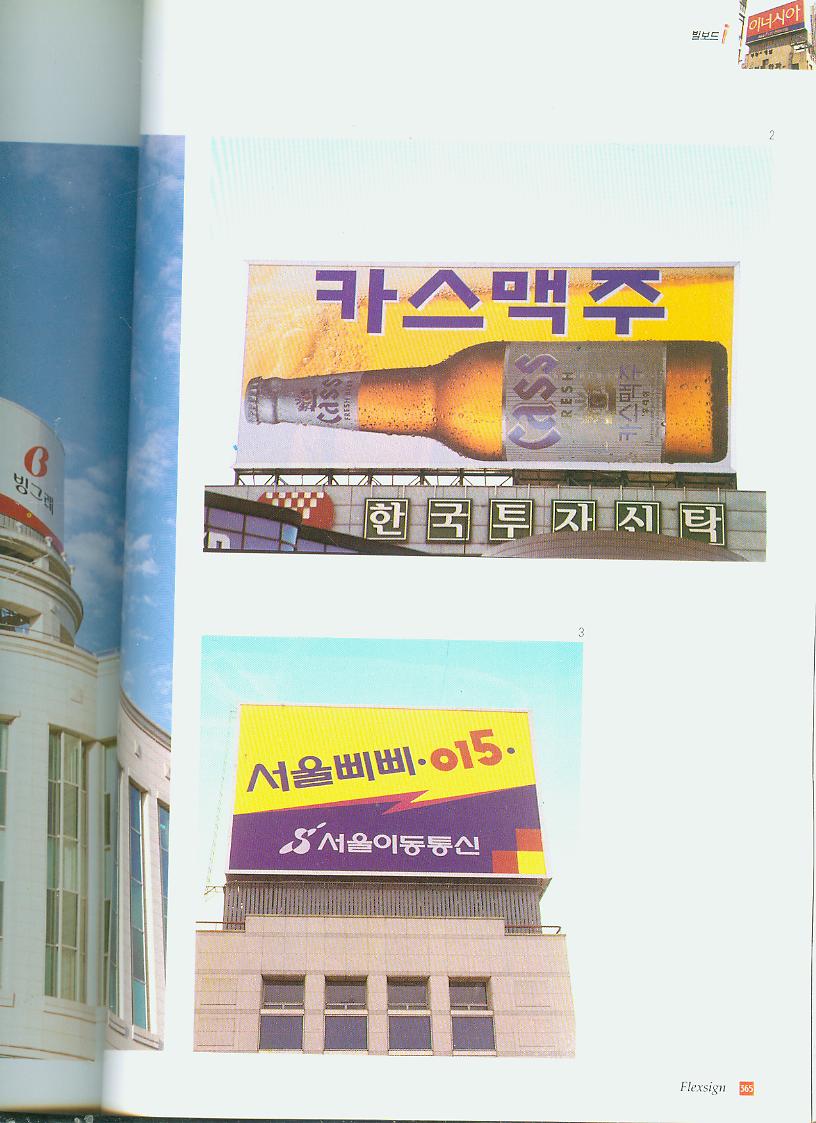 빌보드 i
이너시아
2
카스맥주
Cass
FRESH
Cass
FRESH
카스맥주
한국투자신탁
빙그레
3
서울삐삐·015·
서울이동통신
Flexsign 365